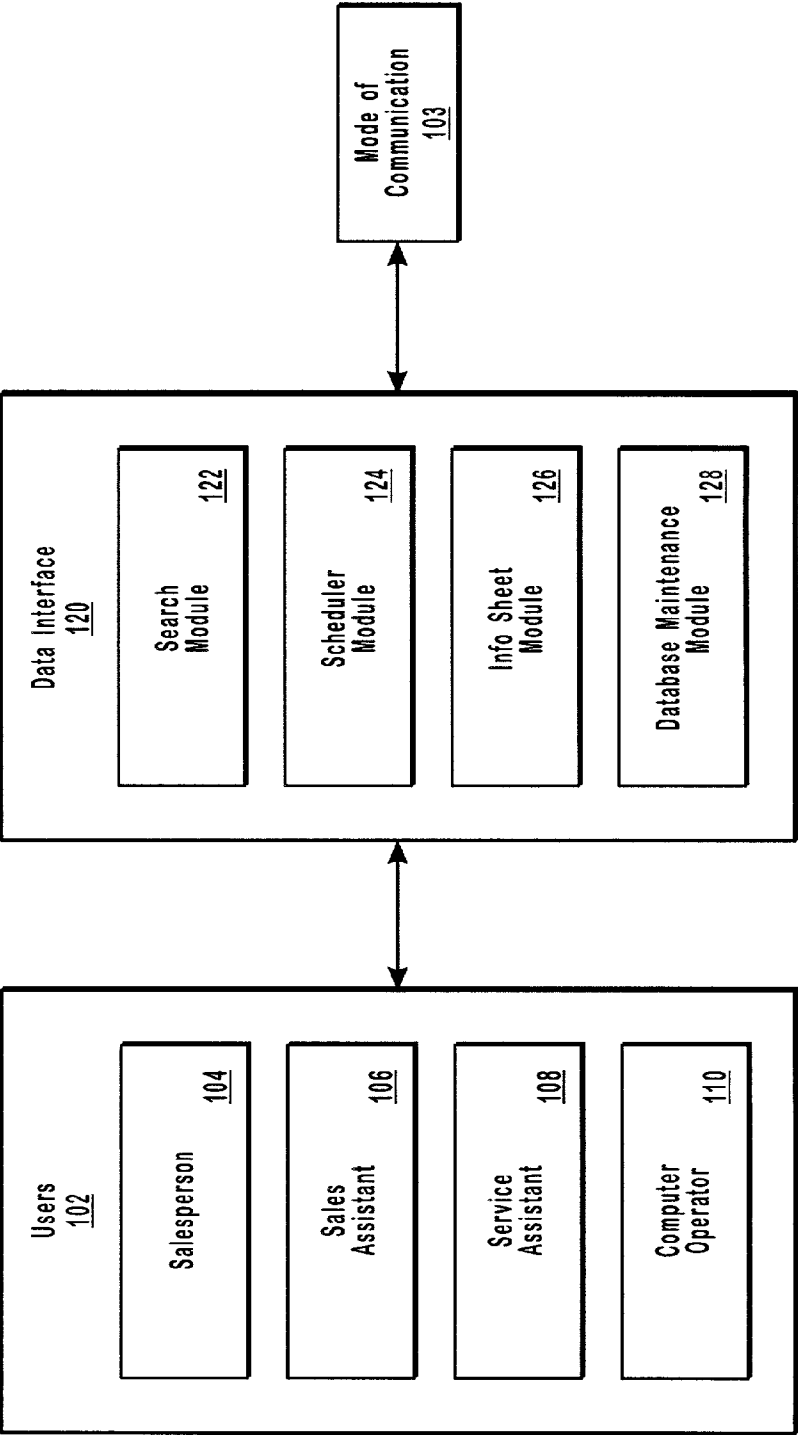 Users
102
Salesperson
104
Sales
Assistant
106
Service
Assistant
108
Computer
Operator
110
Data Interface
120
Search
Module
122
Scheduler
Module
124
Info Sheet
Module
126
Database Maintenance
Module
128
Mode of
Communication
103